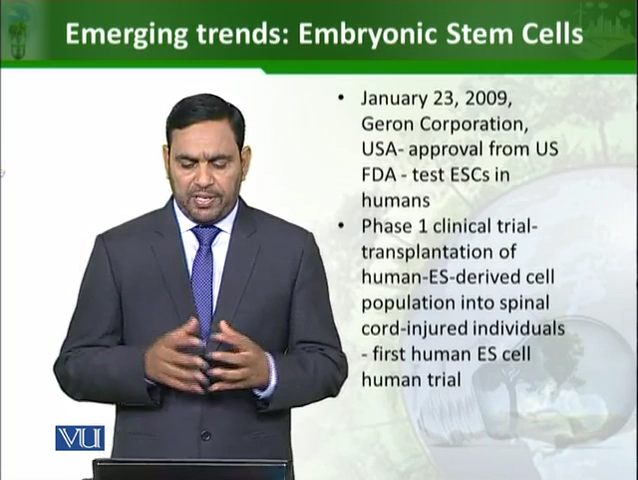 Emerging trends: Embryonic Stem Cells
• January 23, 2009,
Geron Corporation,
USA- approval from US
FDA - test ESCs in
humans
• Phase 1 clinical trial-
transplantation of
human-ES-derived cell
population into spinal
cord-injured individuals
- first human ES cell
human trial
VU